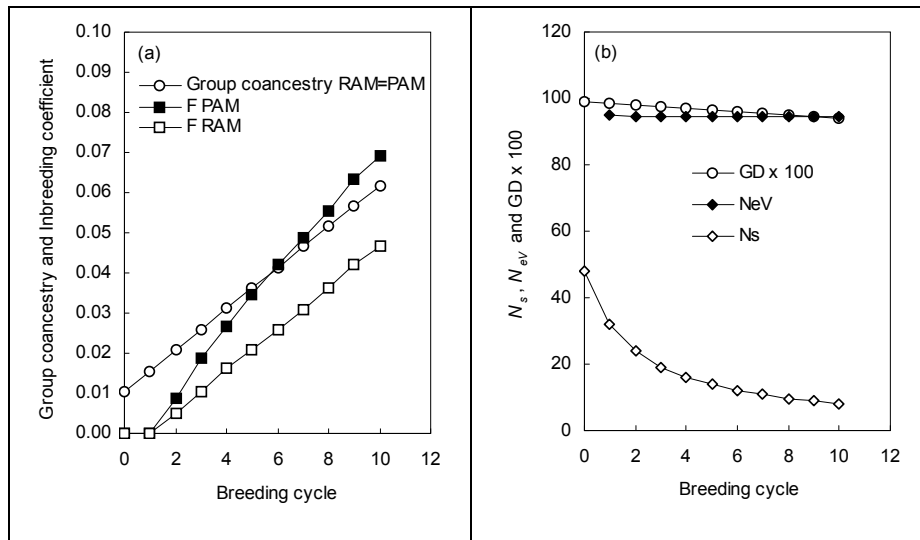 (a)
Group coancestry RAM=PAM
F PAM
F RAM
Group coancestry and Inbreeding coefficient
0.10
0.09
0.08
0.07
0.06
0.05
0.04
0.03
0.02
0.01
0.00
0 2 4 6 8 10 12
Breeding cycle
(b)
GD x 100
NeV
Ns
N s , N eV and GD x 100
120
100
80
60
40
20
0
0 2 4 6 8 10 12
Breeding cycle